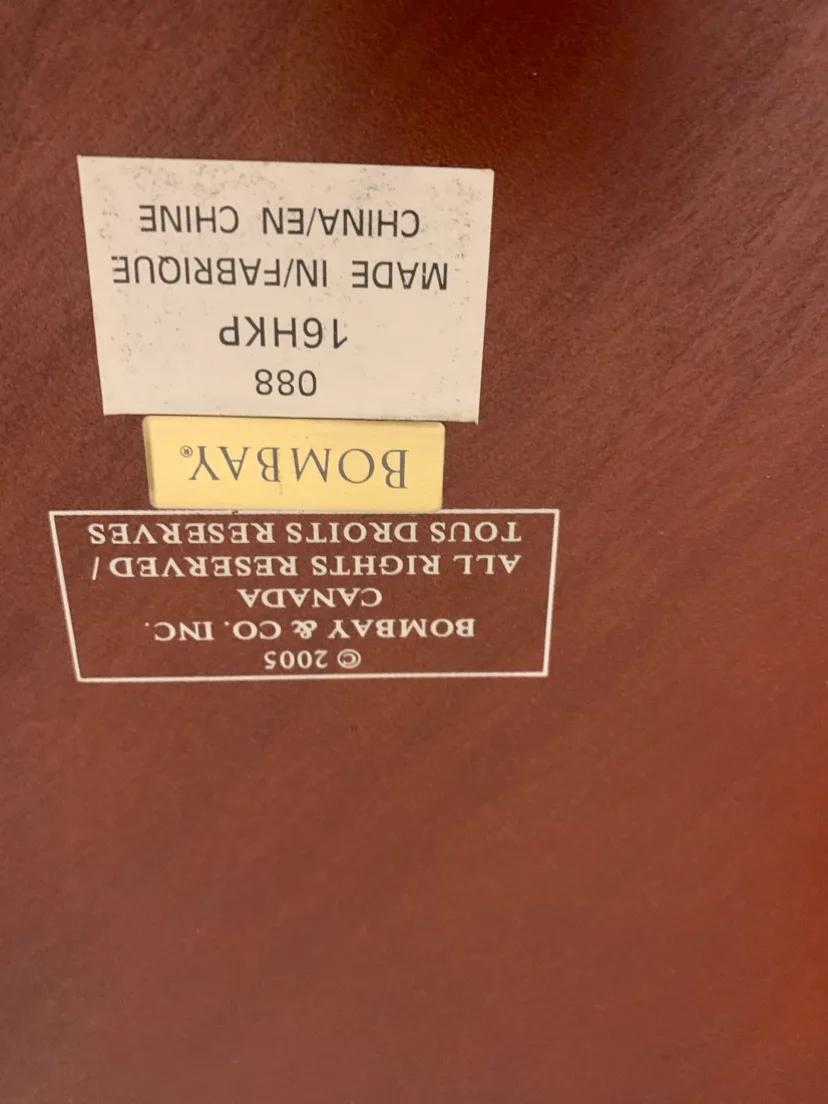 © 2005
BOMBAY & CO. INC.
CANADA
ALL RIGHTS RESERVED /
TOUS DROITS RESERVES
BOMBAY®
088
16HKP
MADE IN/FABRIQUE
CHINA/EN CHINE